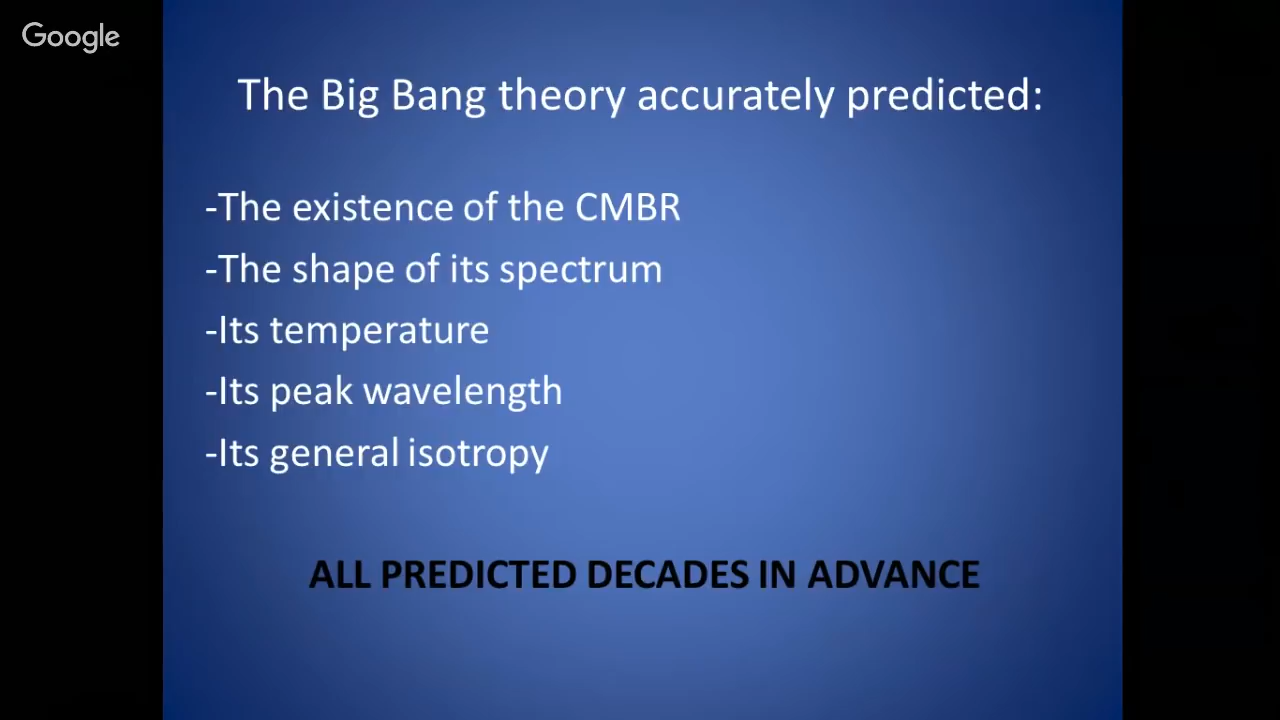 Google
The Big Bang theory accurately predicted:
-The existence of the CMBR
-The shape of its spectrum
-Its temperature
-Its peak wavelength
-Its general isotropy
ALL PREDICTED DECADES IN ADVANCE